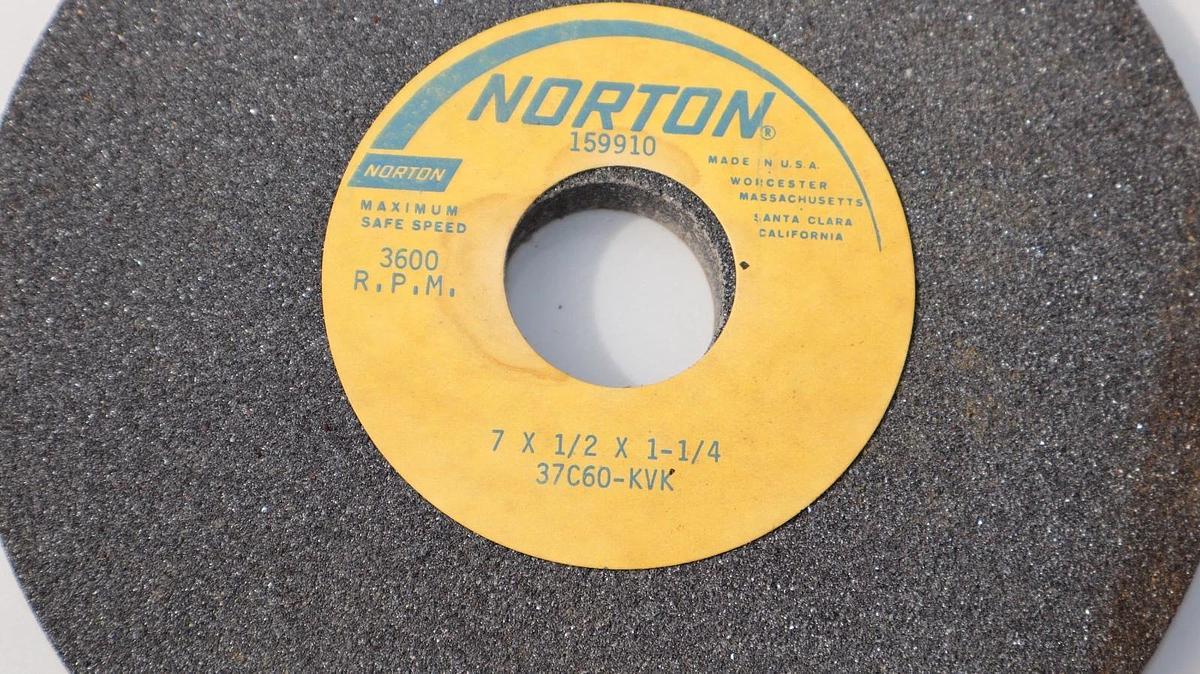 NORTON®
159910
NORTON
MAXIMUM
SAFE SPEED
3600
R.P.M.
MADE IN U.S.A.
WORCESTER
MASSACHUSETTS
SANTA CLARA
CALIFORNIA
7 X 1/2 X 1-1/4
37C60-KVK